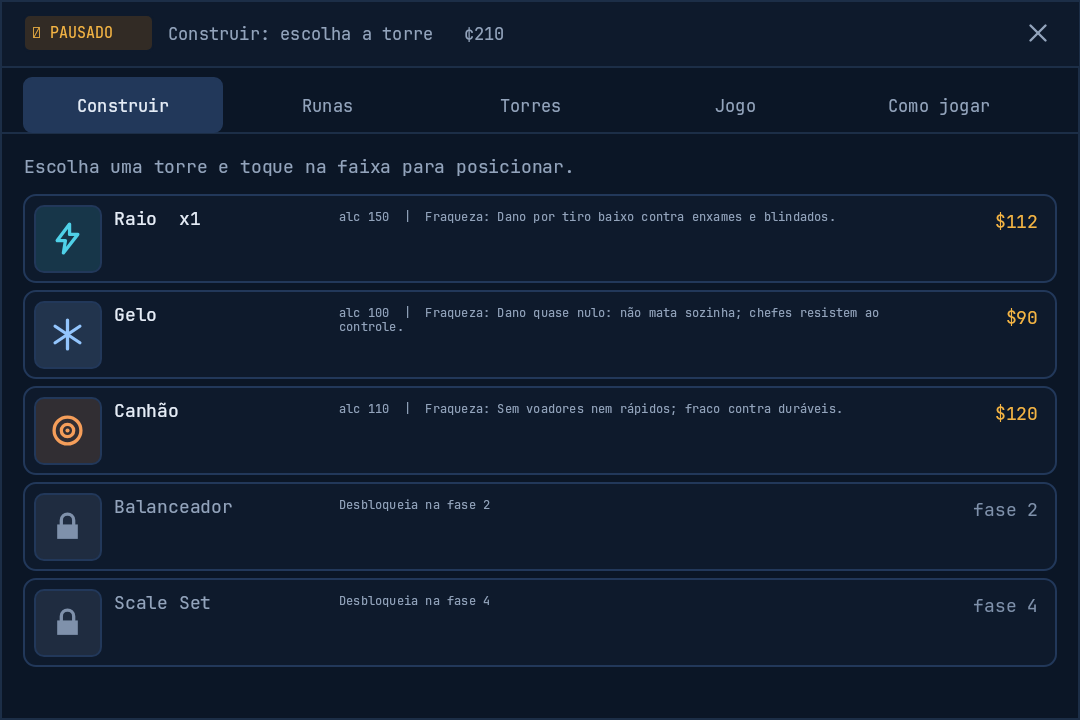 PAUSADO Construir: escolha a torre ¢210
Construir Runas Torres Jogo Como jogar
Escolha uma torre e toque na faixa para posicionar.
Raio x1 alc 150 | Fraqueza: Dano por tiro baixo contra enxames e blindados. $112
Gelo alc 100 | Fraqueza: Dano quase nulo: não mata sozinha; chefes resistem ao $90
controle.
Canhão alc 110 | Fraqueza: Sem voadores nem rápidos; fraco contra duráveis. $120
Balanceador Desbloqueia na fase 2 fase 2
Scale Set Desbloqueia na fase 4 fase 4